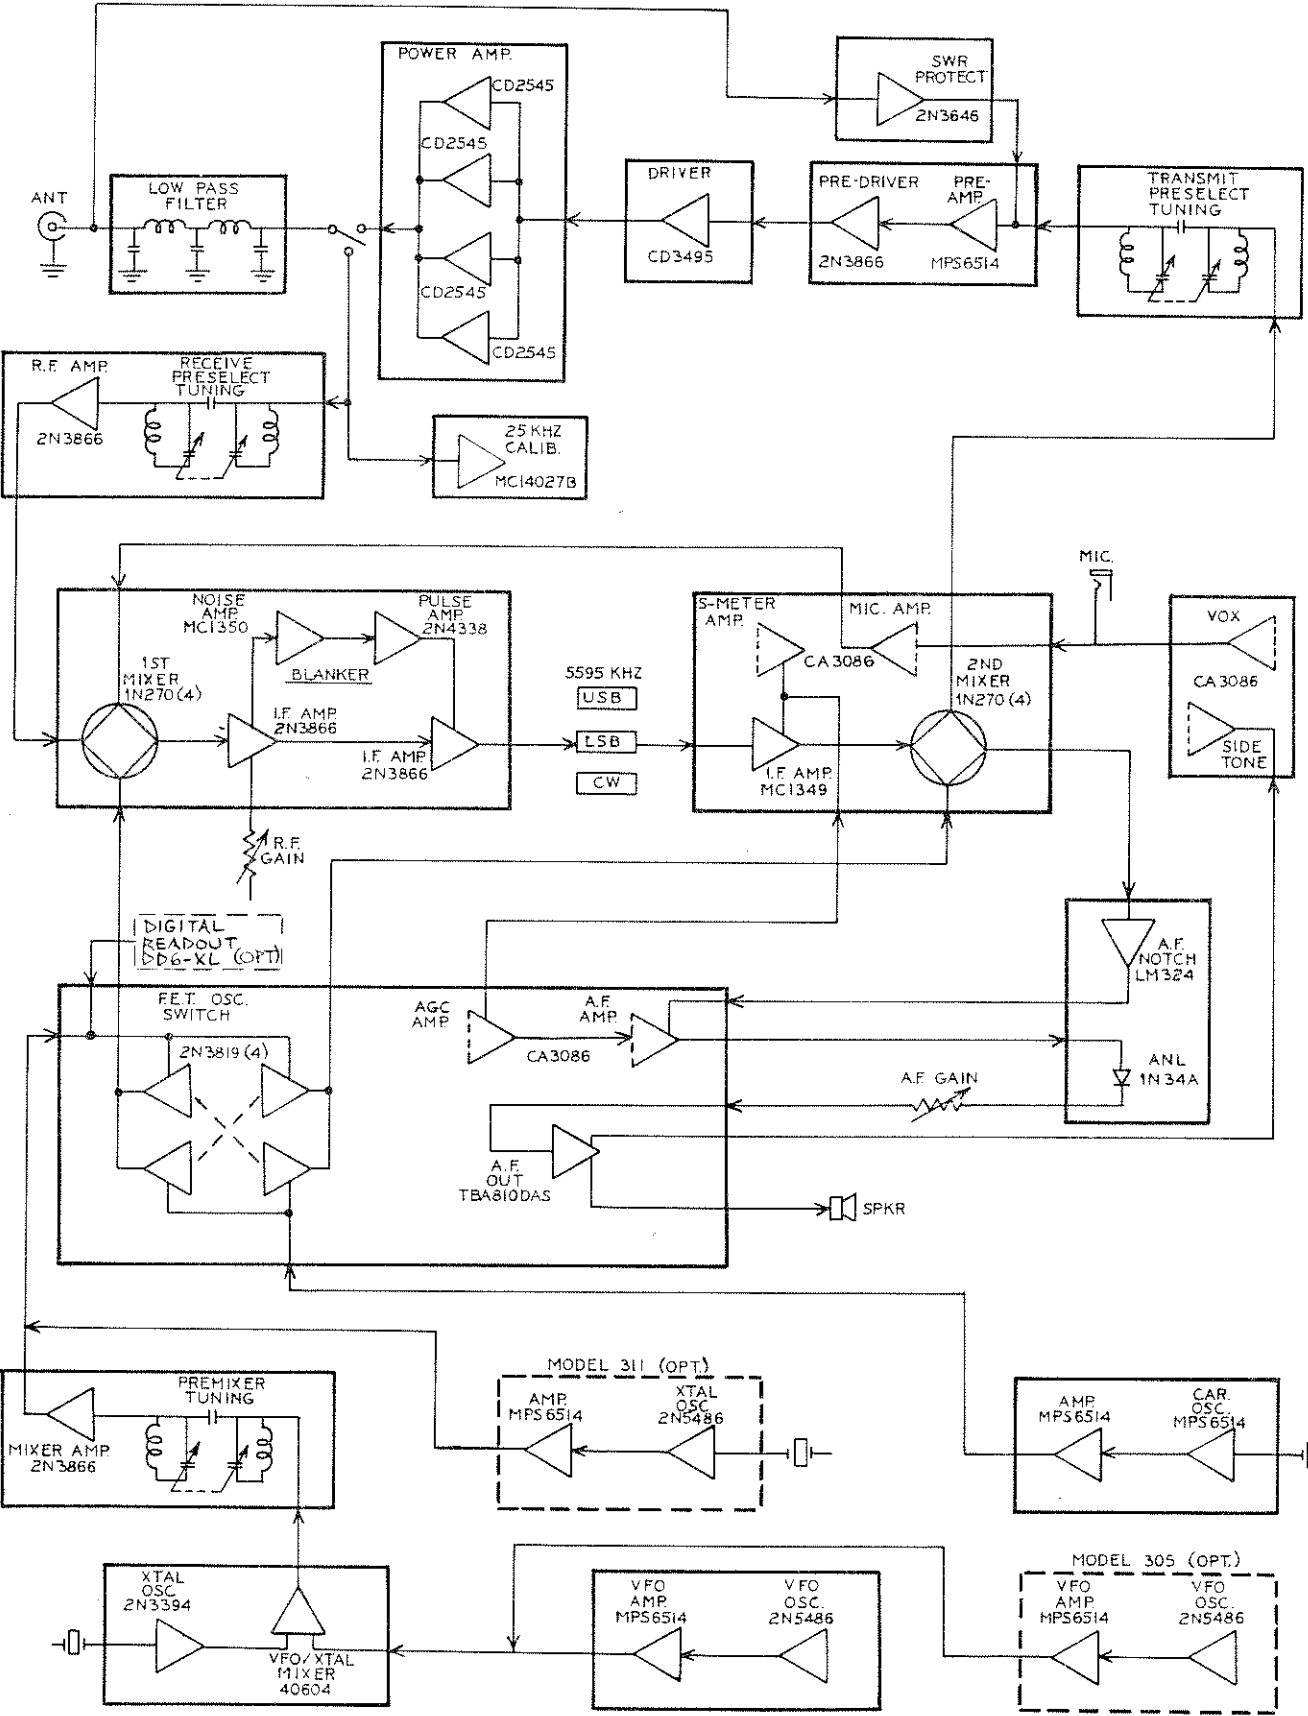 POWER AMP.
CD2545
CD2545
CD2545
CD2545
SWR
PROTECT
2N3646
ANT
LOW PASS
FILTER
DRIVER
CD3495
PRE-DRIVER
2N3866
PRE-
AMP.
MPS6514
TRANSMIT
PRESELECT
TUNING
R.F. AMP.
2N3866
RECEIVE
PRESELECT
TUNING
25 KHZ
CALIB.
MC14027B
NOISE
AMP.
MC1350
PULSE
AMP.
2N4338
BLANKER
1ST
MIXER
1N270(4)
I.F. AMP.
2N3866
I.F. AMP.
2N3866
R.F.
GAIN
5595 KHZ
USB
LSB
CW
S-METER
AMP.
MIC. AMP.
CA3086
I.F. AMP.
MC1349
2ND
MIXER
1N270(4)
MIC.
VOX
CA3086
SIDE
TONE
DIGITAL
READOUT
DD6-XL (OPT)
F.E.T. OSC.
SWITCH
2N3819(4)
AGC
AMP.
CA3086
A.F.
AMP.
A.F.
NOTCH
LM324
ANL
1N34A
A.F. GAIN
A.F.
OUT
TBA810DAS
SPKR
PREMIXER
TUNING
MIXER AMP.
2N3866
MODEL 311 (OPT.)
AMP.
MPS6514
XTAL
OSC
2N5486
AMP.
MPS6514
CAR.
OSC.
MPS6514
XTAL
OSC
2N3394
VFO/XTAL
MIXER
40604
VFO
AMP.
MPS6514
VFO
OSC.
2N5486
MODEL 305 (OPT.)
VFO
AMP.
MPS6514
VFO
OSC.
2N5486